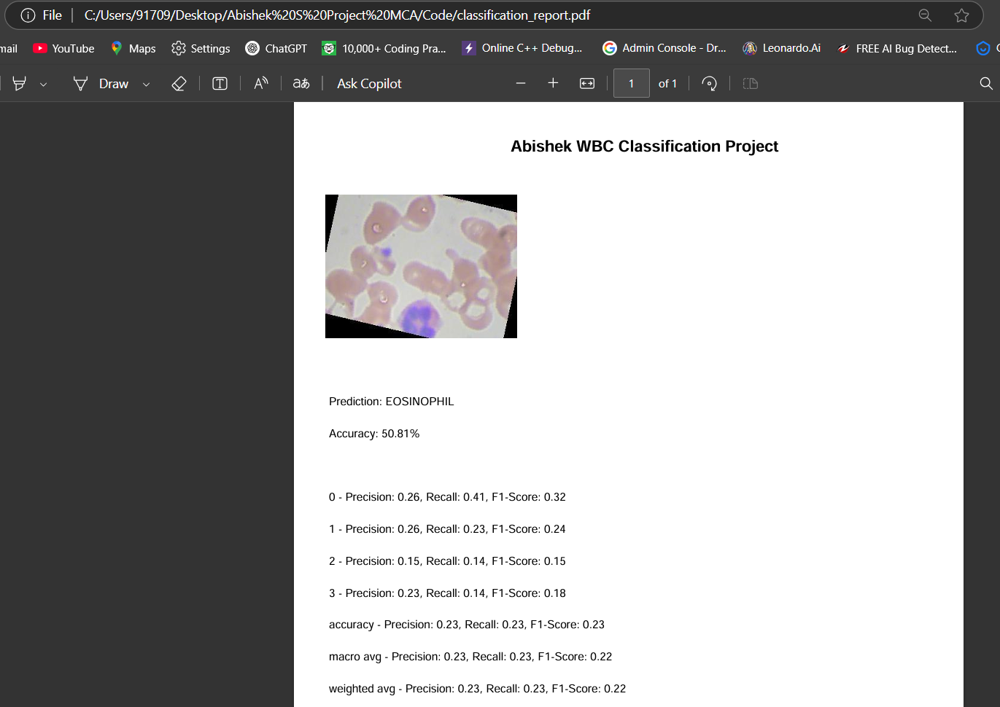 File C:/Users/91709/Desktop/Abishek%20S%20Project%20MCA/Code/classification_report.pdf
mail YouTube Maps Settings ChatGPT 10,000+ Coding Pra... Online C++ Debug... Admin Console - Dr... Leonardo.Ai FREE AI Bug Detect...
Draw T A aあ Ask Copilot 1 of 1
Abishek WBC Classification Project
Prediction: EOSINOPHIL
Accuracy: 50.81%
0 - Precision: 0.26, Recall: 0.41, F1-Score: 0.32
1 - Precision: 0.26, Recall: 0.23, F1-Score: 0.24
2 - Precision: 0.15, Recall: 0.14, F1-Score: 0.15
3 - Precision: 0.23, Recall: 0.14, F1-Score: 0.18
accuracy - Precision: 0.23, Recall: 0.23, F1-Score: 0.23
macro avg - Precision: 0.23, Recall: 0.23, F1-Score: 0.22
weighted avg - Precision: 0.23, Recall: 0.23, F1-Score: 0.22